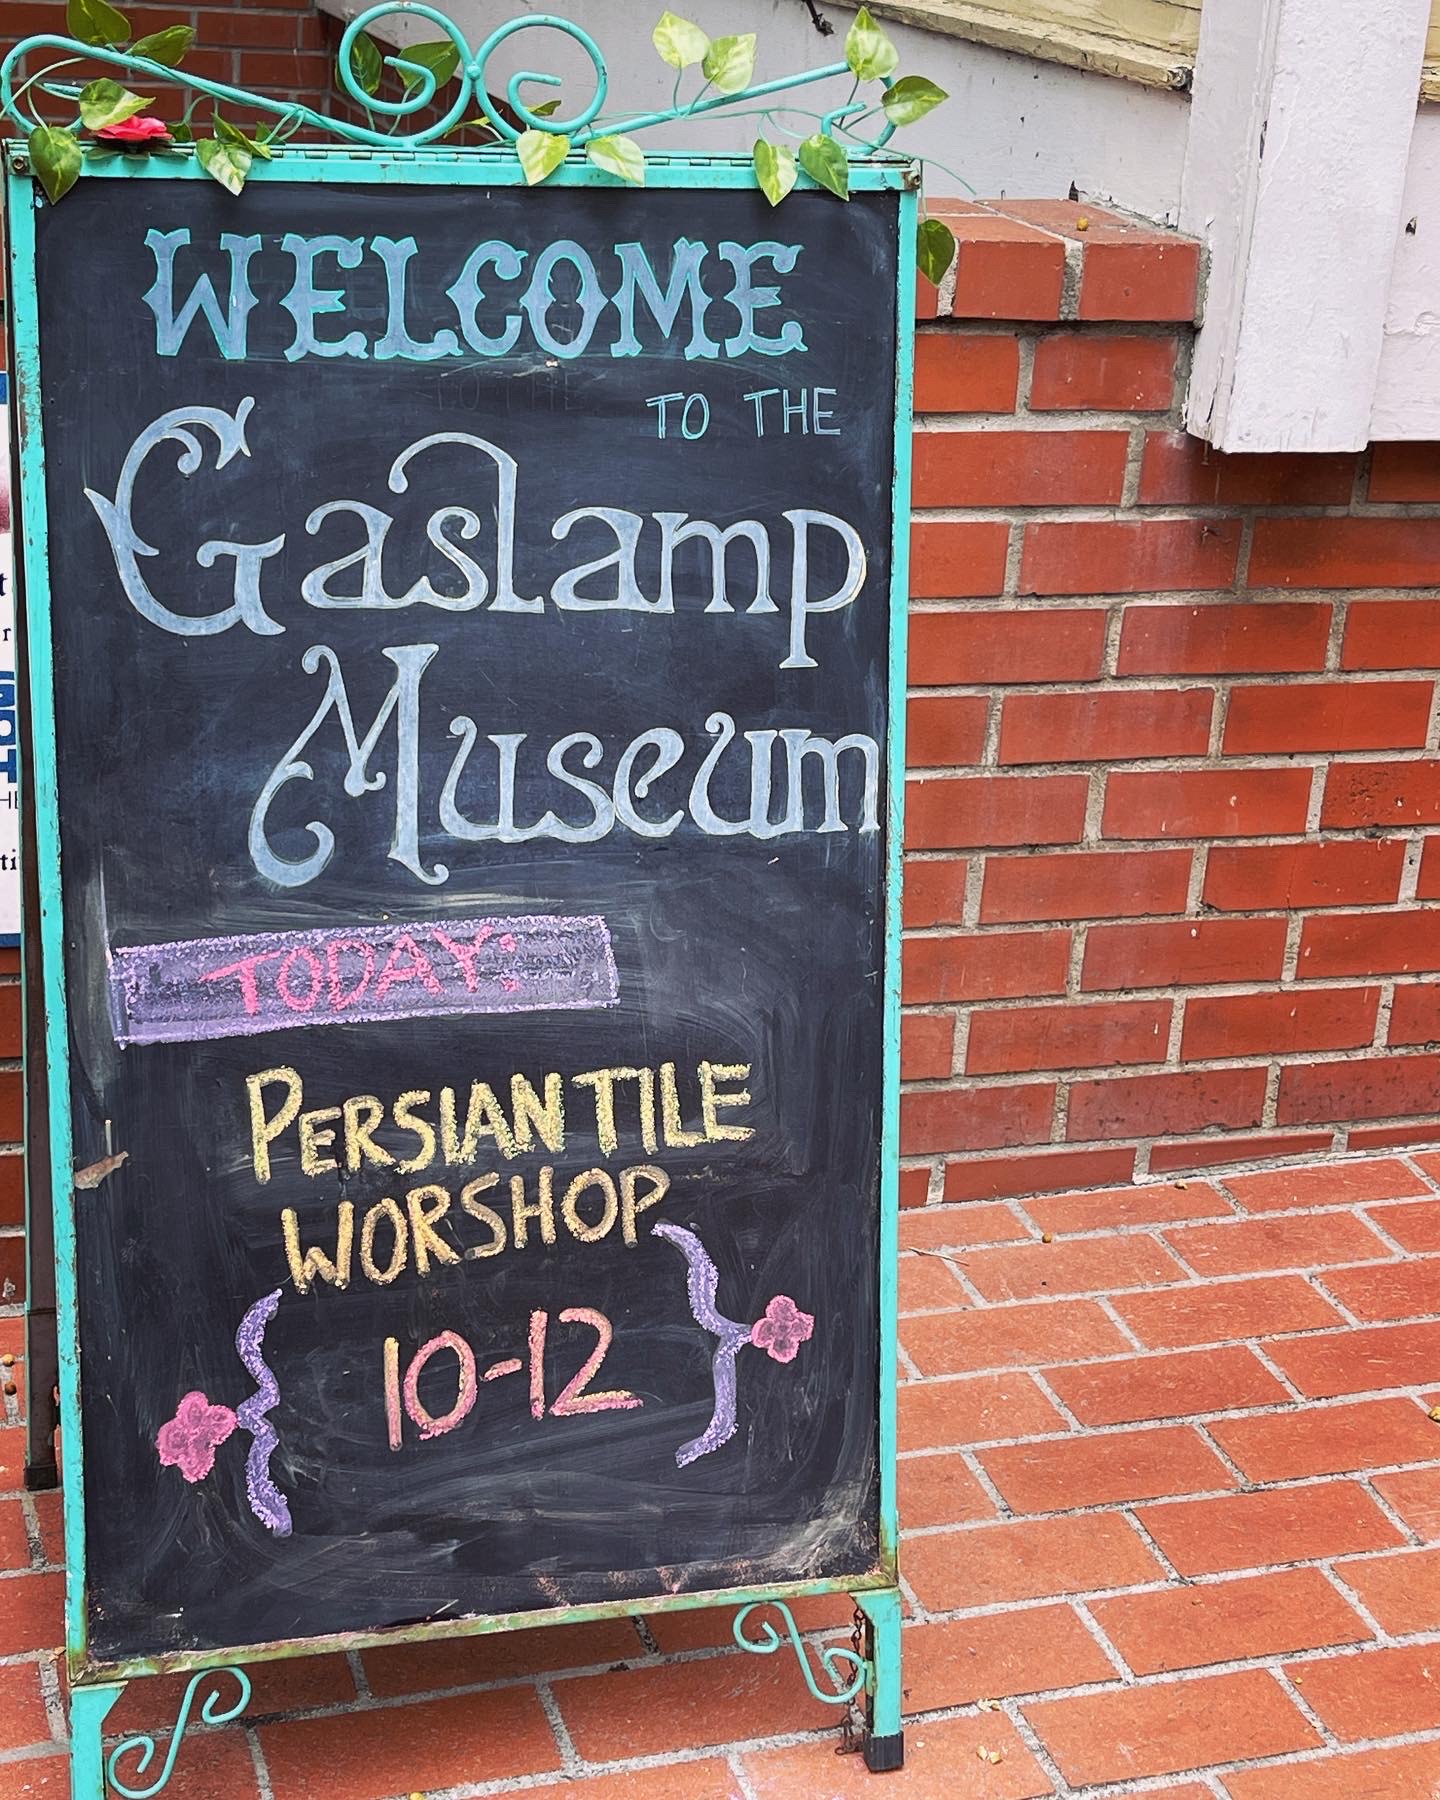 WELCOME
TO THE
Gaslamp
Museum
TODAY:
PERSIAN TILE
WORSHOP
10-12